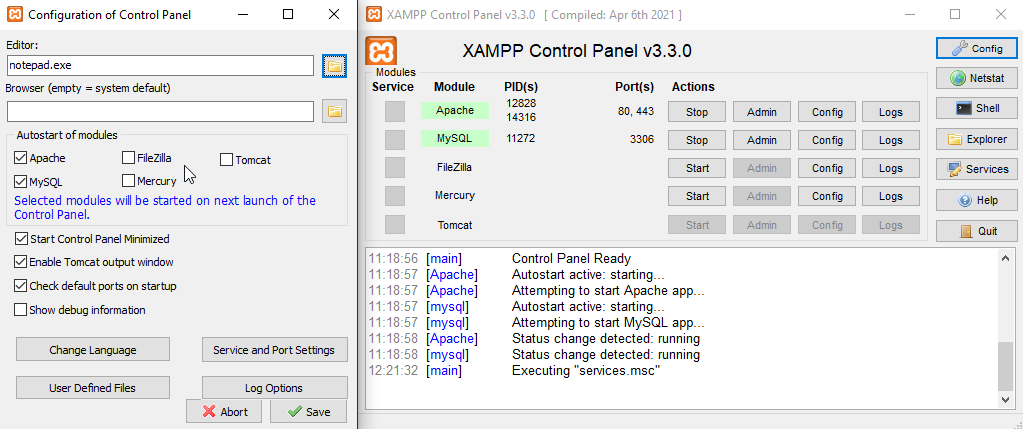 Configuration of Control Panel
Editor:
notepad.exe
Browser (empty = system default)
Autostart of modules
Apache FileZilla Tomcat
MySQL Mercury
Selected modules will be started on next launch of the
Control Panel.
Start Control Panel Minimized
Enable Tomcat output window
Check default ports on startup
Show debug information
Change Language Service and Port Settings
User Defined Files Log Options
Abort Save
XAMPP Control Panel v3.3.0 [ Compiled: Apr 6th 2021 ]
XAMPP Control Panel v3.3.0
Modules
Service Module PID(s) Port(s) Actions
Apache 12828 14316 80, 443 Stop Admin Config Logs
MySQL 11272 3306 Stop Admin Config Logs
FileZilla Start Admin Config Logs
Mercury Start Admin Config Logs
Tomcat Start Admin Config Logs
Config
Netstat
Shell
Explorer
Services
Help
Quit
11:18:56 [main] Control Panel Ready
11:18:57 [Apache] Autostart active: starting...
11:18:57 [Apache] Attempting to start Apache app...
11:18:57 [mysql] Autostart active: starting...
11:18:57 [mysql] Attempting to start MySQL app...
11:18:58 [Apache] Status change detected: running
11:18:58 [mysql] Status change detected: running
12:21:32 [main] Executing "services.msc"